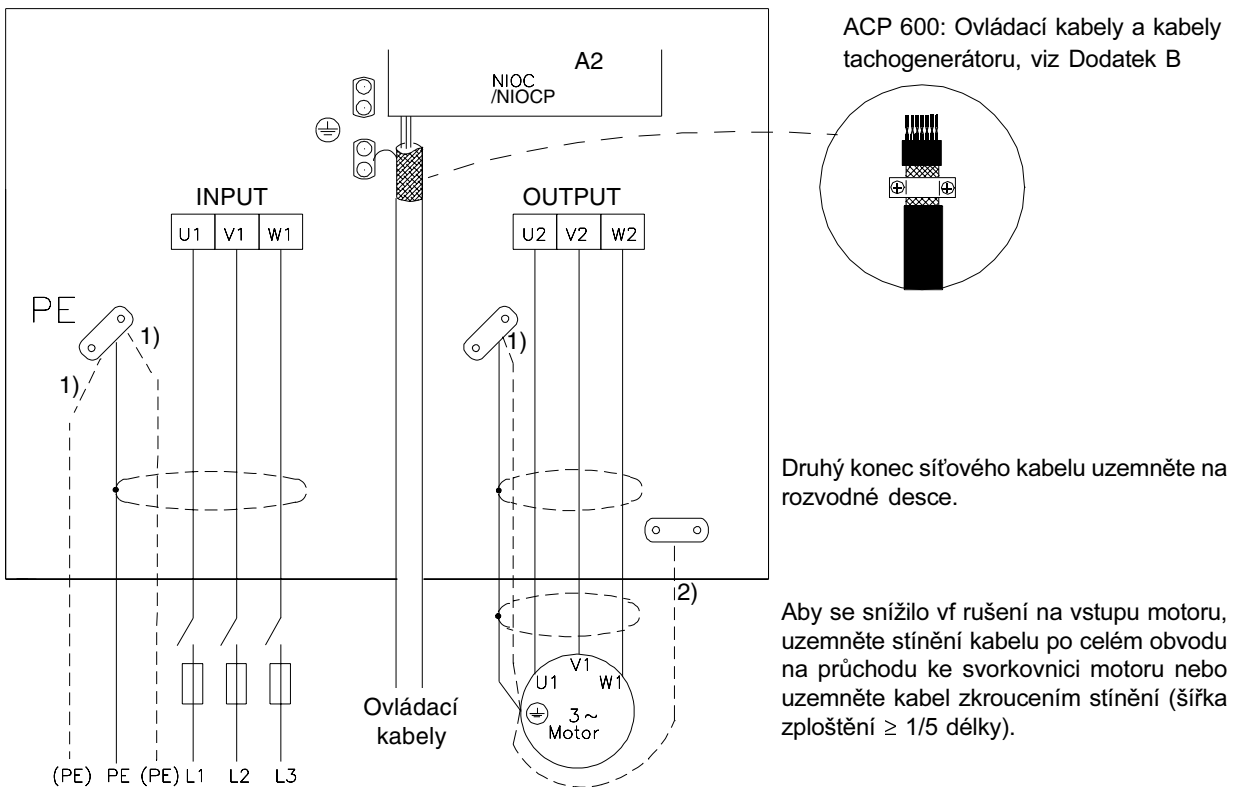 ACP 600: Ovládací kabely a kabely
tachogenerátoru, viz Dodatek B
A2
NIOC
/NIOCP
INPUT
U1 V1 W1
OUTPUT
U2 V2 W2
PE
1)
1)
1)
Druhý konec síťového kabelu uzemněte na
rozvodné desce.
2)
Aby se snížilo vf rušení na vstupu motoru,
uzemněte stínění kabelu po celém obvodu
na průchodu ke svorkovnici motoru nebo
uzemněte kabel zkroucením stínění (šířka
zploštění ≥ 1/5 délky).
V1
U1 W1
3~
Motor
Ovládací
kabely
(PE) PE (PE) L1 L2 L3